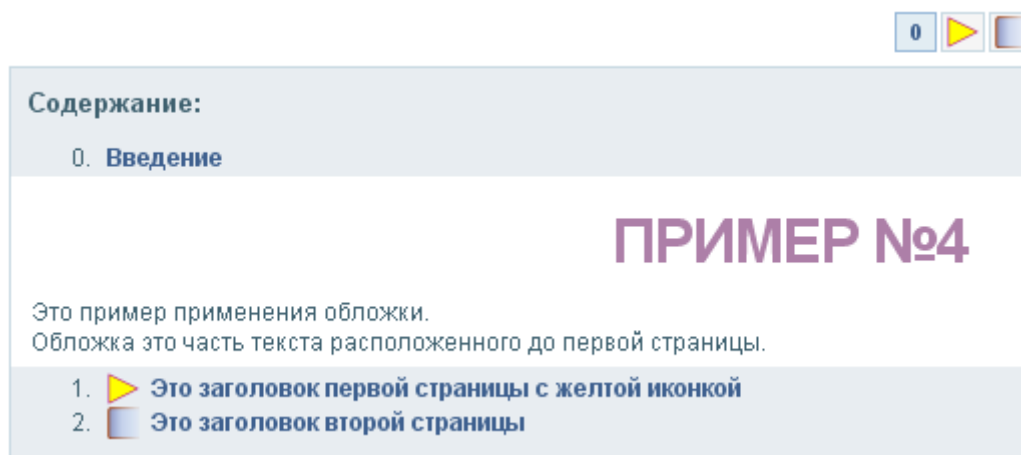 0
Содержание:
0. Введение
ПРИМЕР №4
Это пример применения обложки.
Обложка это часть текста расположенного до первой страницы.
1. Это заголовок первой страницы с желтой иконкой
2. Это заголовок второй страницы